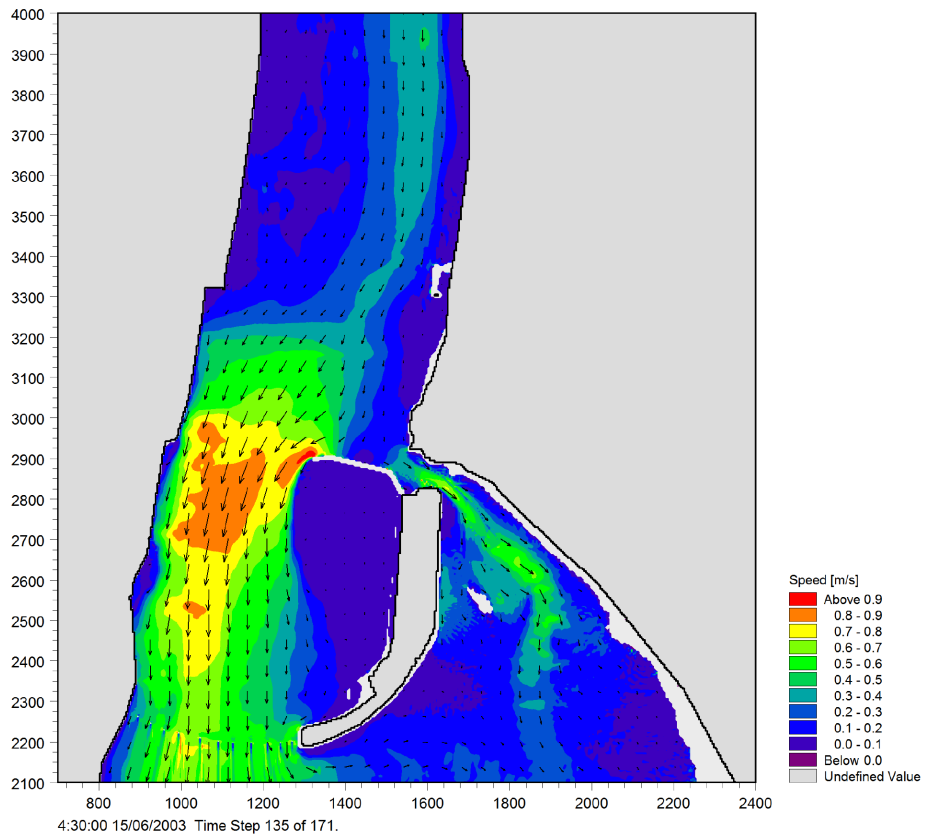 4000
3900
3800
3700
3600
3500
3400
3300
3200
3100
3000
2900
2800
2700
2600
2500
2400
2300
2200
2100
800 1000 1200 1400 1600 1800 2000 2200 2400
4:30:00 15/06/2003 Time Step 135 of 171.
Speed [m/s]
Above 0.9
0.8 - 0.9
0.7 - 0.8
0.6 - 0.7
0.5 - 0.6
0.4 - 0.5
0.3 - 0.4
0.2 - 0.3
0.1 - 0.2
0.0 - 0.1
Below 0.0
Undefined Value